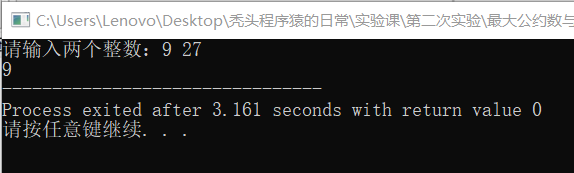 C:\Users\Lenovo\Desktop\秃头程序猿的日常\实验课\第二次实验\最大公约数与
请输入两个整数：9 27
9
--------------------------------
Process exited after 3.161 seconds with return value 0
请按任意键继续. . .